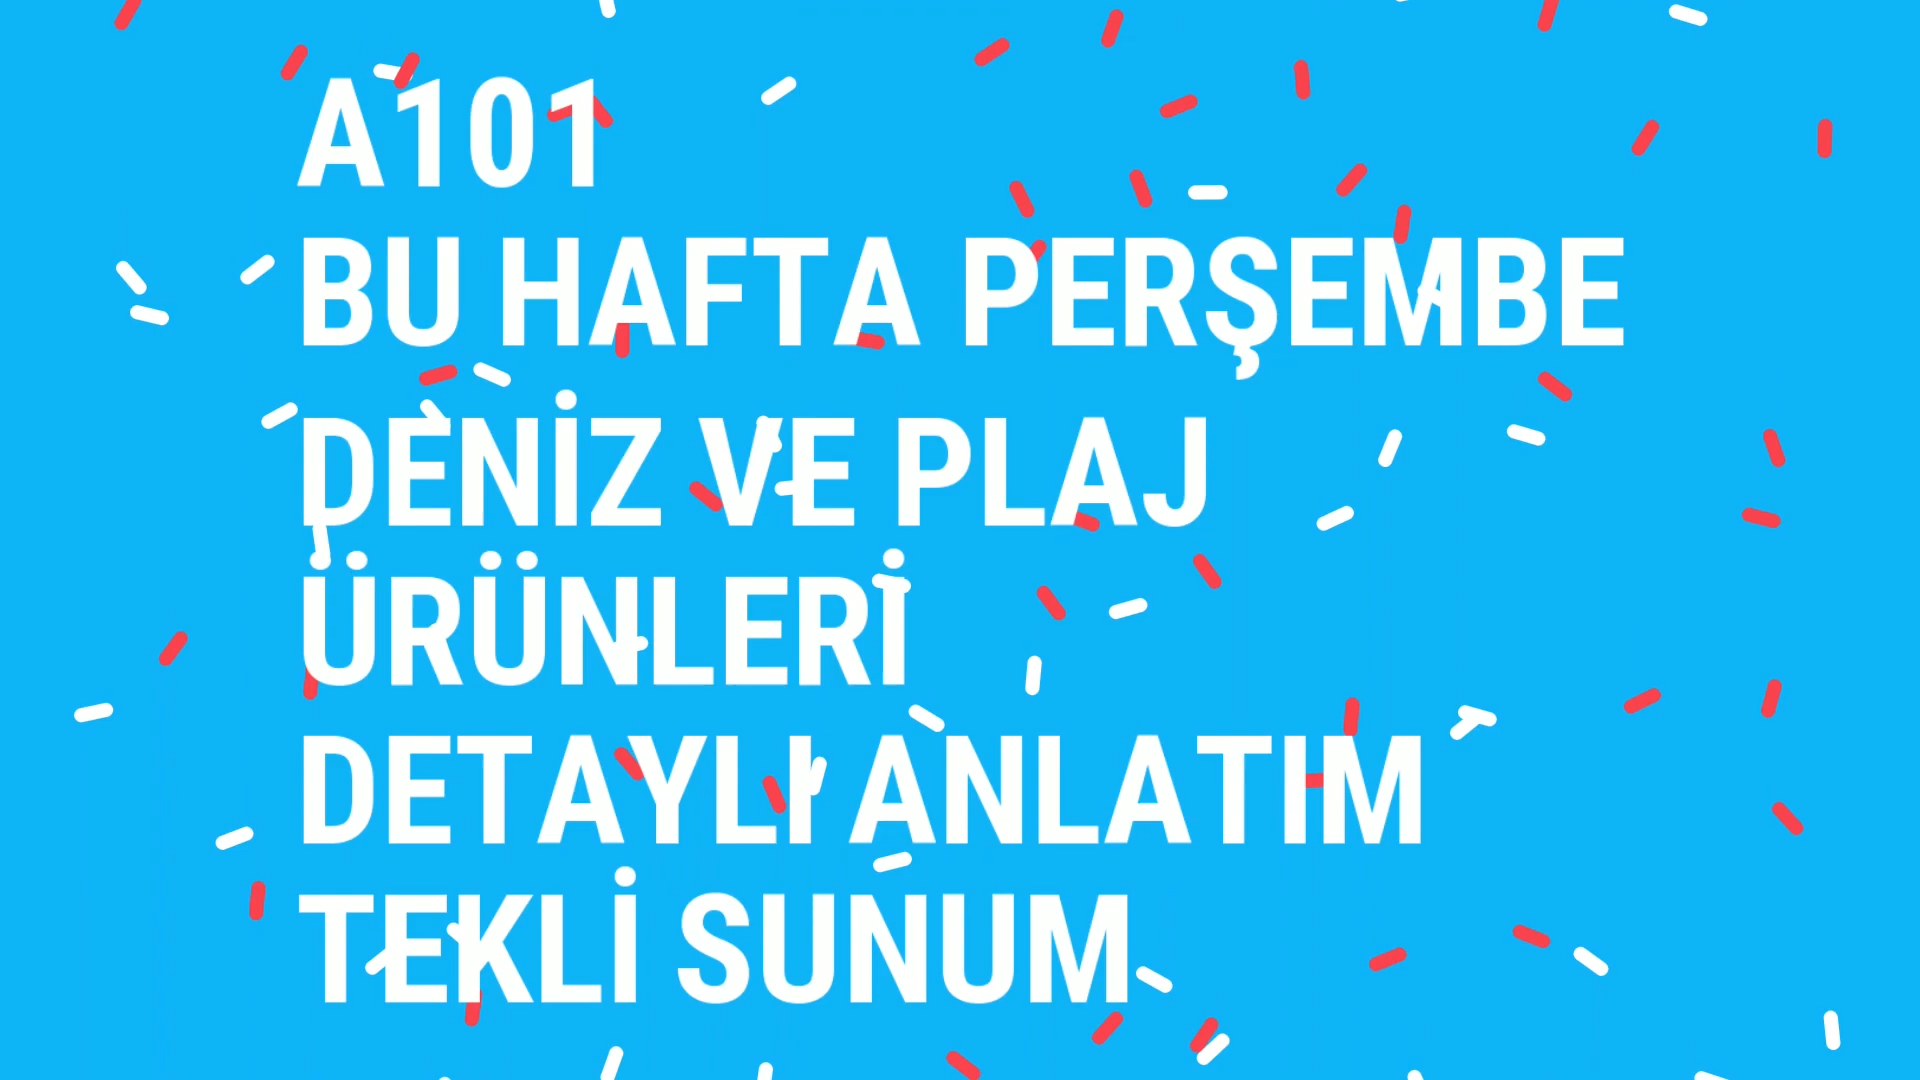 A101
BU HAFTA PERŞEMBE
DENİZ VE PLAJ
ÜRÜNLERİ
DETAYLI ANLATIM
TEKLİ SUNUM